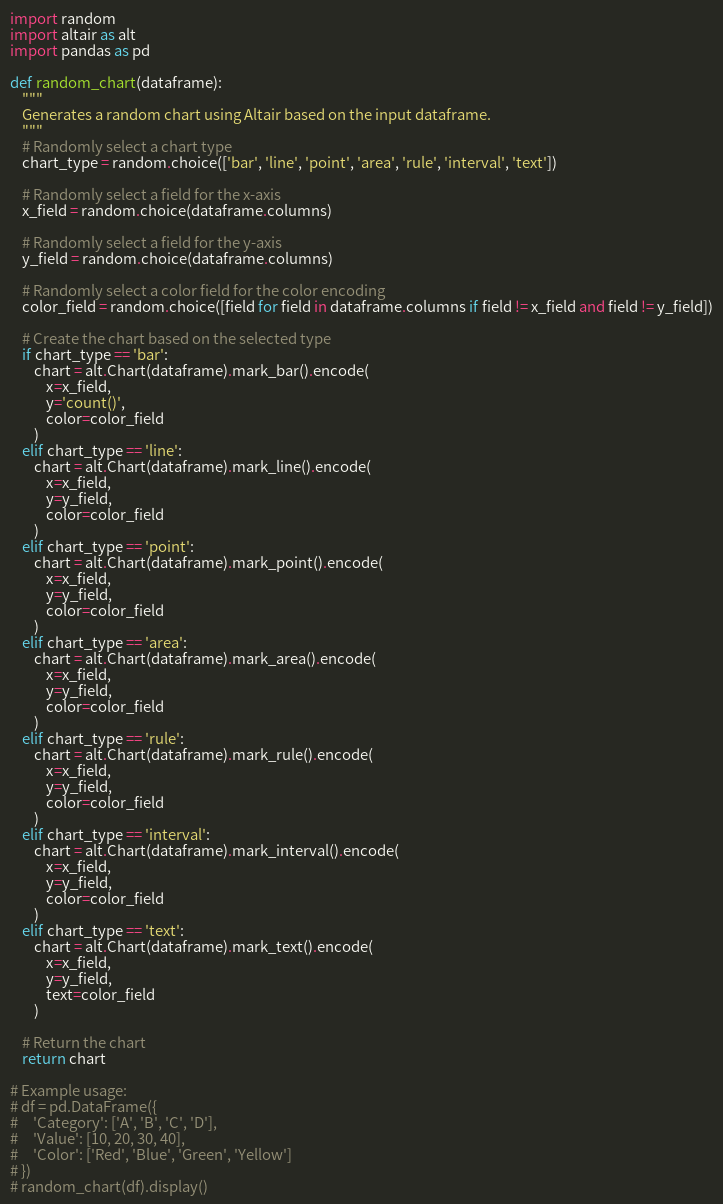 import random
import altair as alt
import pandas as pd

def random_chart(dataframe):
    """
    Generates a random chart using Altair based on the input dataframe.
    """
    # Randomly select a chart type
    chart_type = random.choice(['bar', 'line', 'point', 'area', 'rule', 'interval', 'text'])

    # Randomly select a field for the x-axis
    x_field = random.choice(dataframe.columns)

    # Randomly select a field for the y-axis
    y_field = random.choice(dataframe.columns)

    # Randomly select a color field for the color encoding
    color_field = random.choice([field for field in dataframe.columns if field != x_field and field != y_field])

    # Create the chart based on the selected type
    if chart_type == 'bar':
        chart = alt.Chart(dataframe).mark_bar().encode(
            x=x_field,
            y='count()',
            color=color_field
        )
    elif chart_type == 'line':
        chart = alt.Chart(dataframe).mark_line().encode(
            x=x_field,
            y=y_field,
            color=color_field
        )
    elif chart_type == 'point':
        chart = alt.Chart(dataframe).mark_point().encode(
            x=x_field,
            y=y_field,
            color=color_field
        )
    elif chart_type == 'area':
        chart = alt.Chart(dataframe).mark_area().encode(
            x=x_field,
            y=y_field,
            color=color_field
        )
    elif chart_type == 'rule':
        chart = alt.Chart(dataframe).mark_rule().encode(
            x=x_field,
            y=y_field,
            color=color_field
        )
    elif chart_type == 'interval':
        chart = alt.Chart(dataframe).mark_interval().encode(
            x=x_field,
            y=y_field,
            color=color_field
        )
    elif chart_type == 'text':
        chart = alt.Chart(dataframe).mark_text().encode(
            x=x_field,
            y=y_field,
            text=color_field
        )

    # Return the chart
    return chart

# Example usage:
# df = pd.DataFrame({
#     'Category': ['A', 'B', 'C', 'D'],
#     'Value': [10, 20, 30, 40],
#     'Color': ['Red', 'Blue', 'Green', 'Yellow']
# })
# random_chart(df).display()